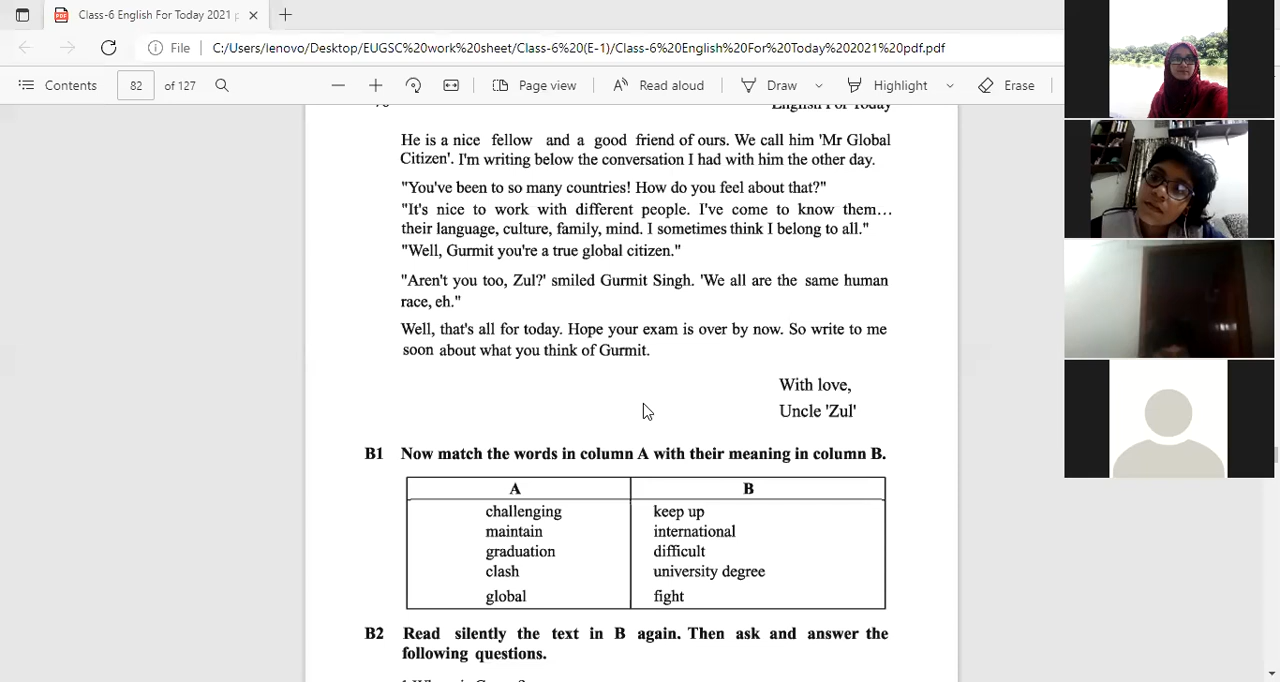 Class-6 English For Today 2021 p
File C:/Users/lenovo/Desktop/EUGSC%20work%20sheet/Class-6%20(E-1)/Class-6%20English%20For%20Today%202021%20pdf.pdf
Contents 82 of 127 Page view Read aloud Draw Highlight Erase
English For Today
He is a nice fellow and a good friend of ours. We call him 'Mr Global
Citizen'. I'm writing below the conversation I had with him the other day.
"You've been to so many countries! How do you feel about that?"
"It's nice to work with different people. I've come to know them...
their language, culture, family, mind. I sometimes think I belong to all."
"Well, Gurmit you're a true global citizen."
"Aren't you too, Zul?' smiled Gurmit Singh. 'We all are the same human
race, eh."
Well, that's all for today. Hope your exam is over by now. So write to me
soon about what you think of Gurmit.
With love,
Uncle 'Zul'
B1 Now match the words in column A with their meaning in column B.
A B
challenging keep up
maintain international
graduation difficult
clash university degree
global fight
B2 Read silently the text in B again. Then ask and answer the
following questions.